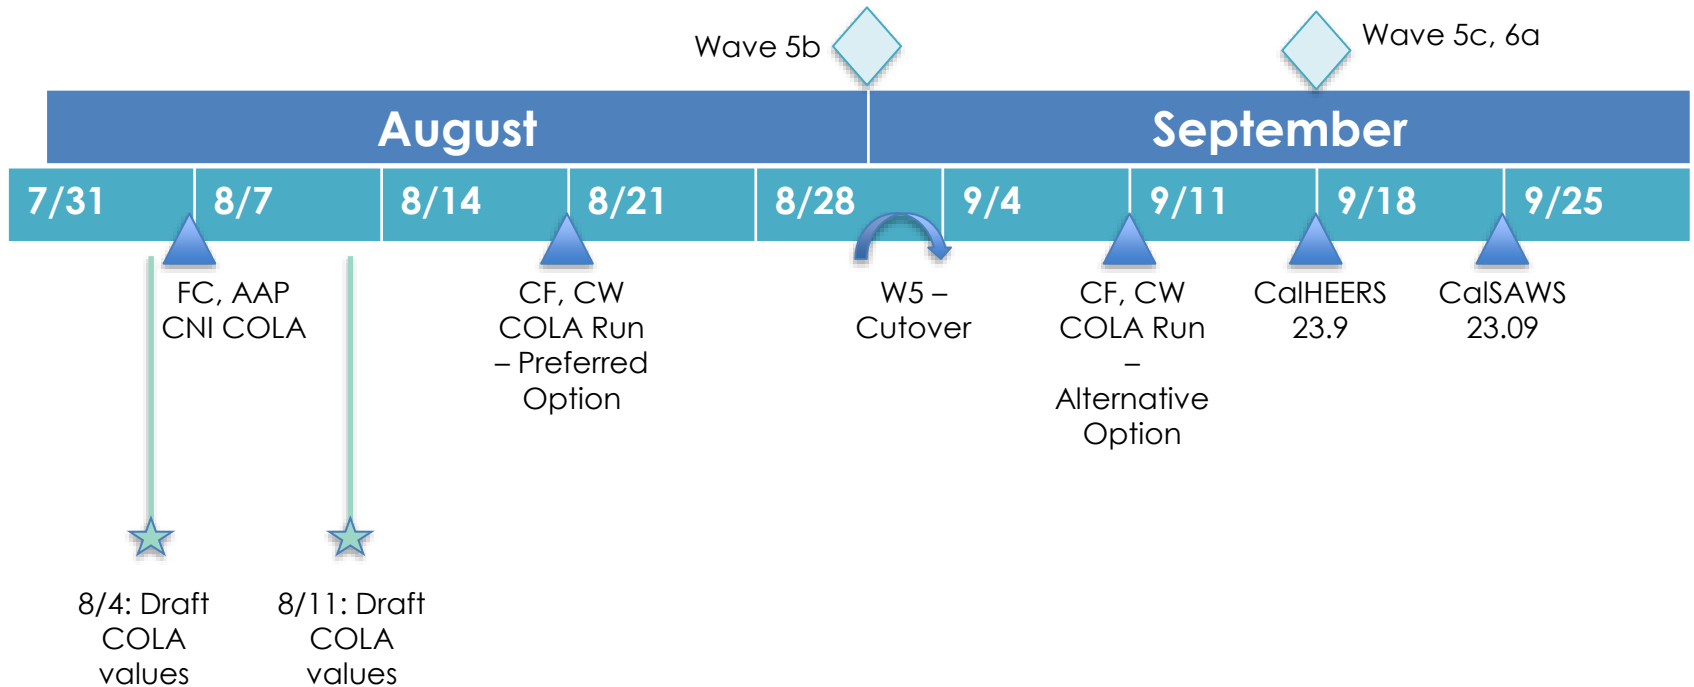 Wave 5b
Wave 5c, 6a
August
September
7/31
8/7
8/14
8/21
8/28
9/4
9/11
9/18
9/25
FC, AAP
CNI COLA
CF, CW
COLA Run
– Preferred
Option
W5 –
Cutover
CF, CW
COLA Run
–
Alternative
Option
CalHEERS
23.9
CalSAWS
23.09
8/4: Draft
COLA
values
8/11: Draft
COLA
values